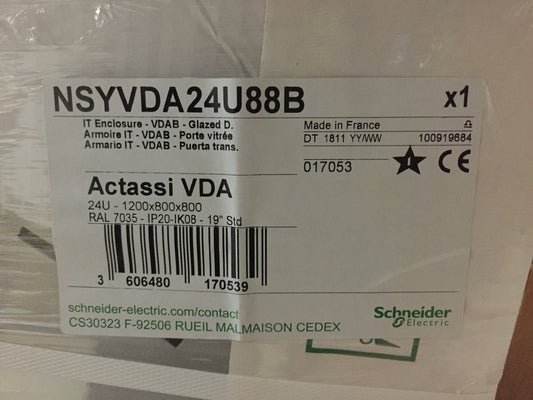 NSYVDA24U88B x1
IT Enclosure - VDAB - Glazed D.
Armoire IT - VDAB - Porte vitrée
Armario IT - VDAB - Puerta trans.
Made in France
DT 1811 YY/WW 100919684
017053 CE
Actassi VDA
24U - 1200x800x800
RAL 7035 - IP20-IK08 - 19" Std
3 606480 170539
schneider-electric.com/contact
CS30323 F-92506 RUEIL MALMAISON CEDEX
Schneider
Electric